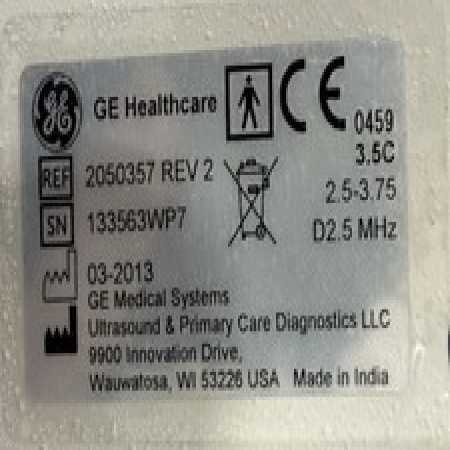 GE GE Healthcare CE 0459
3.5C
REF 2050357 REV 2 2.5-3.75
SN 133563WP7 D2.5 MHz
03-2013
GE Medical Systems
Ultrasound & Primary Care Diagnostics LLC
9900 Innovation Drive,
Wauwatosa, WI 53226 USA Made in India